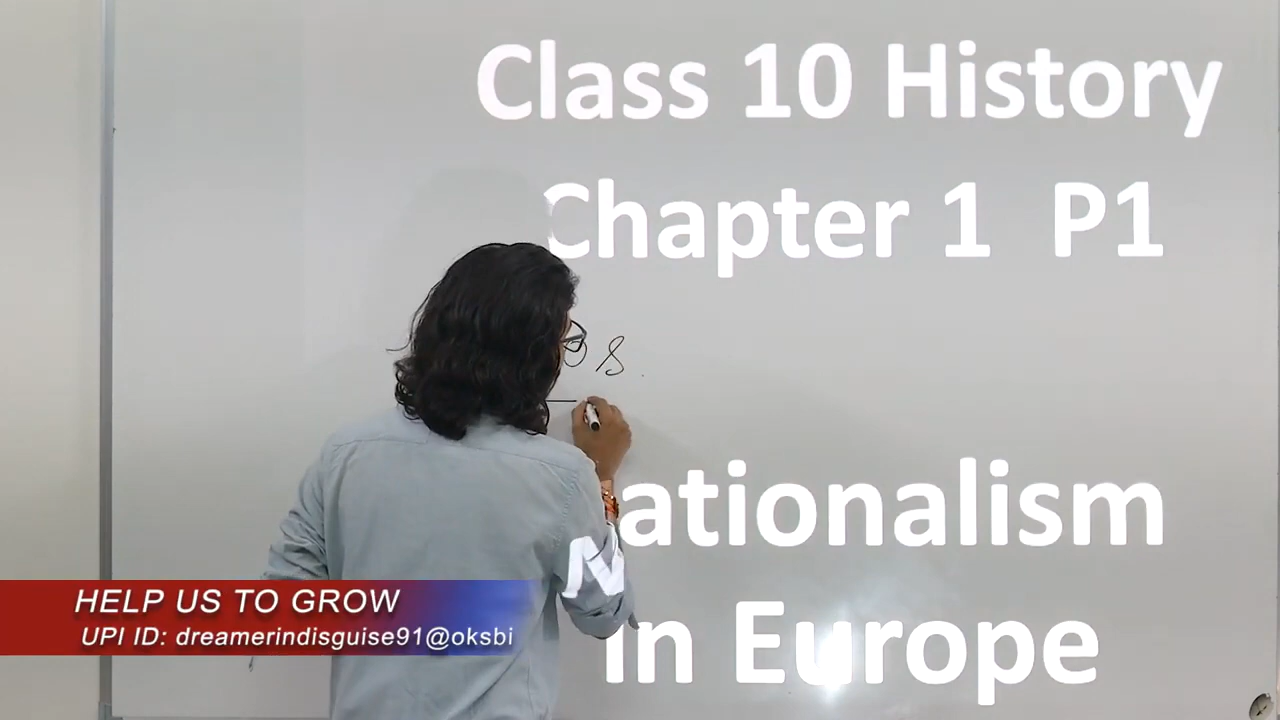 Class 10 History
Chapter 1 P1
Nationalism
in Europe
HELP US TO GROW
UPI ID: dreamerindisguise91@oksbi